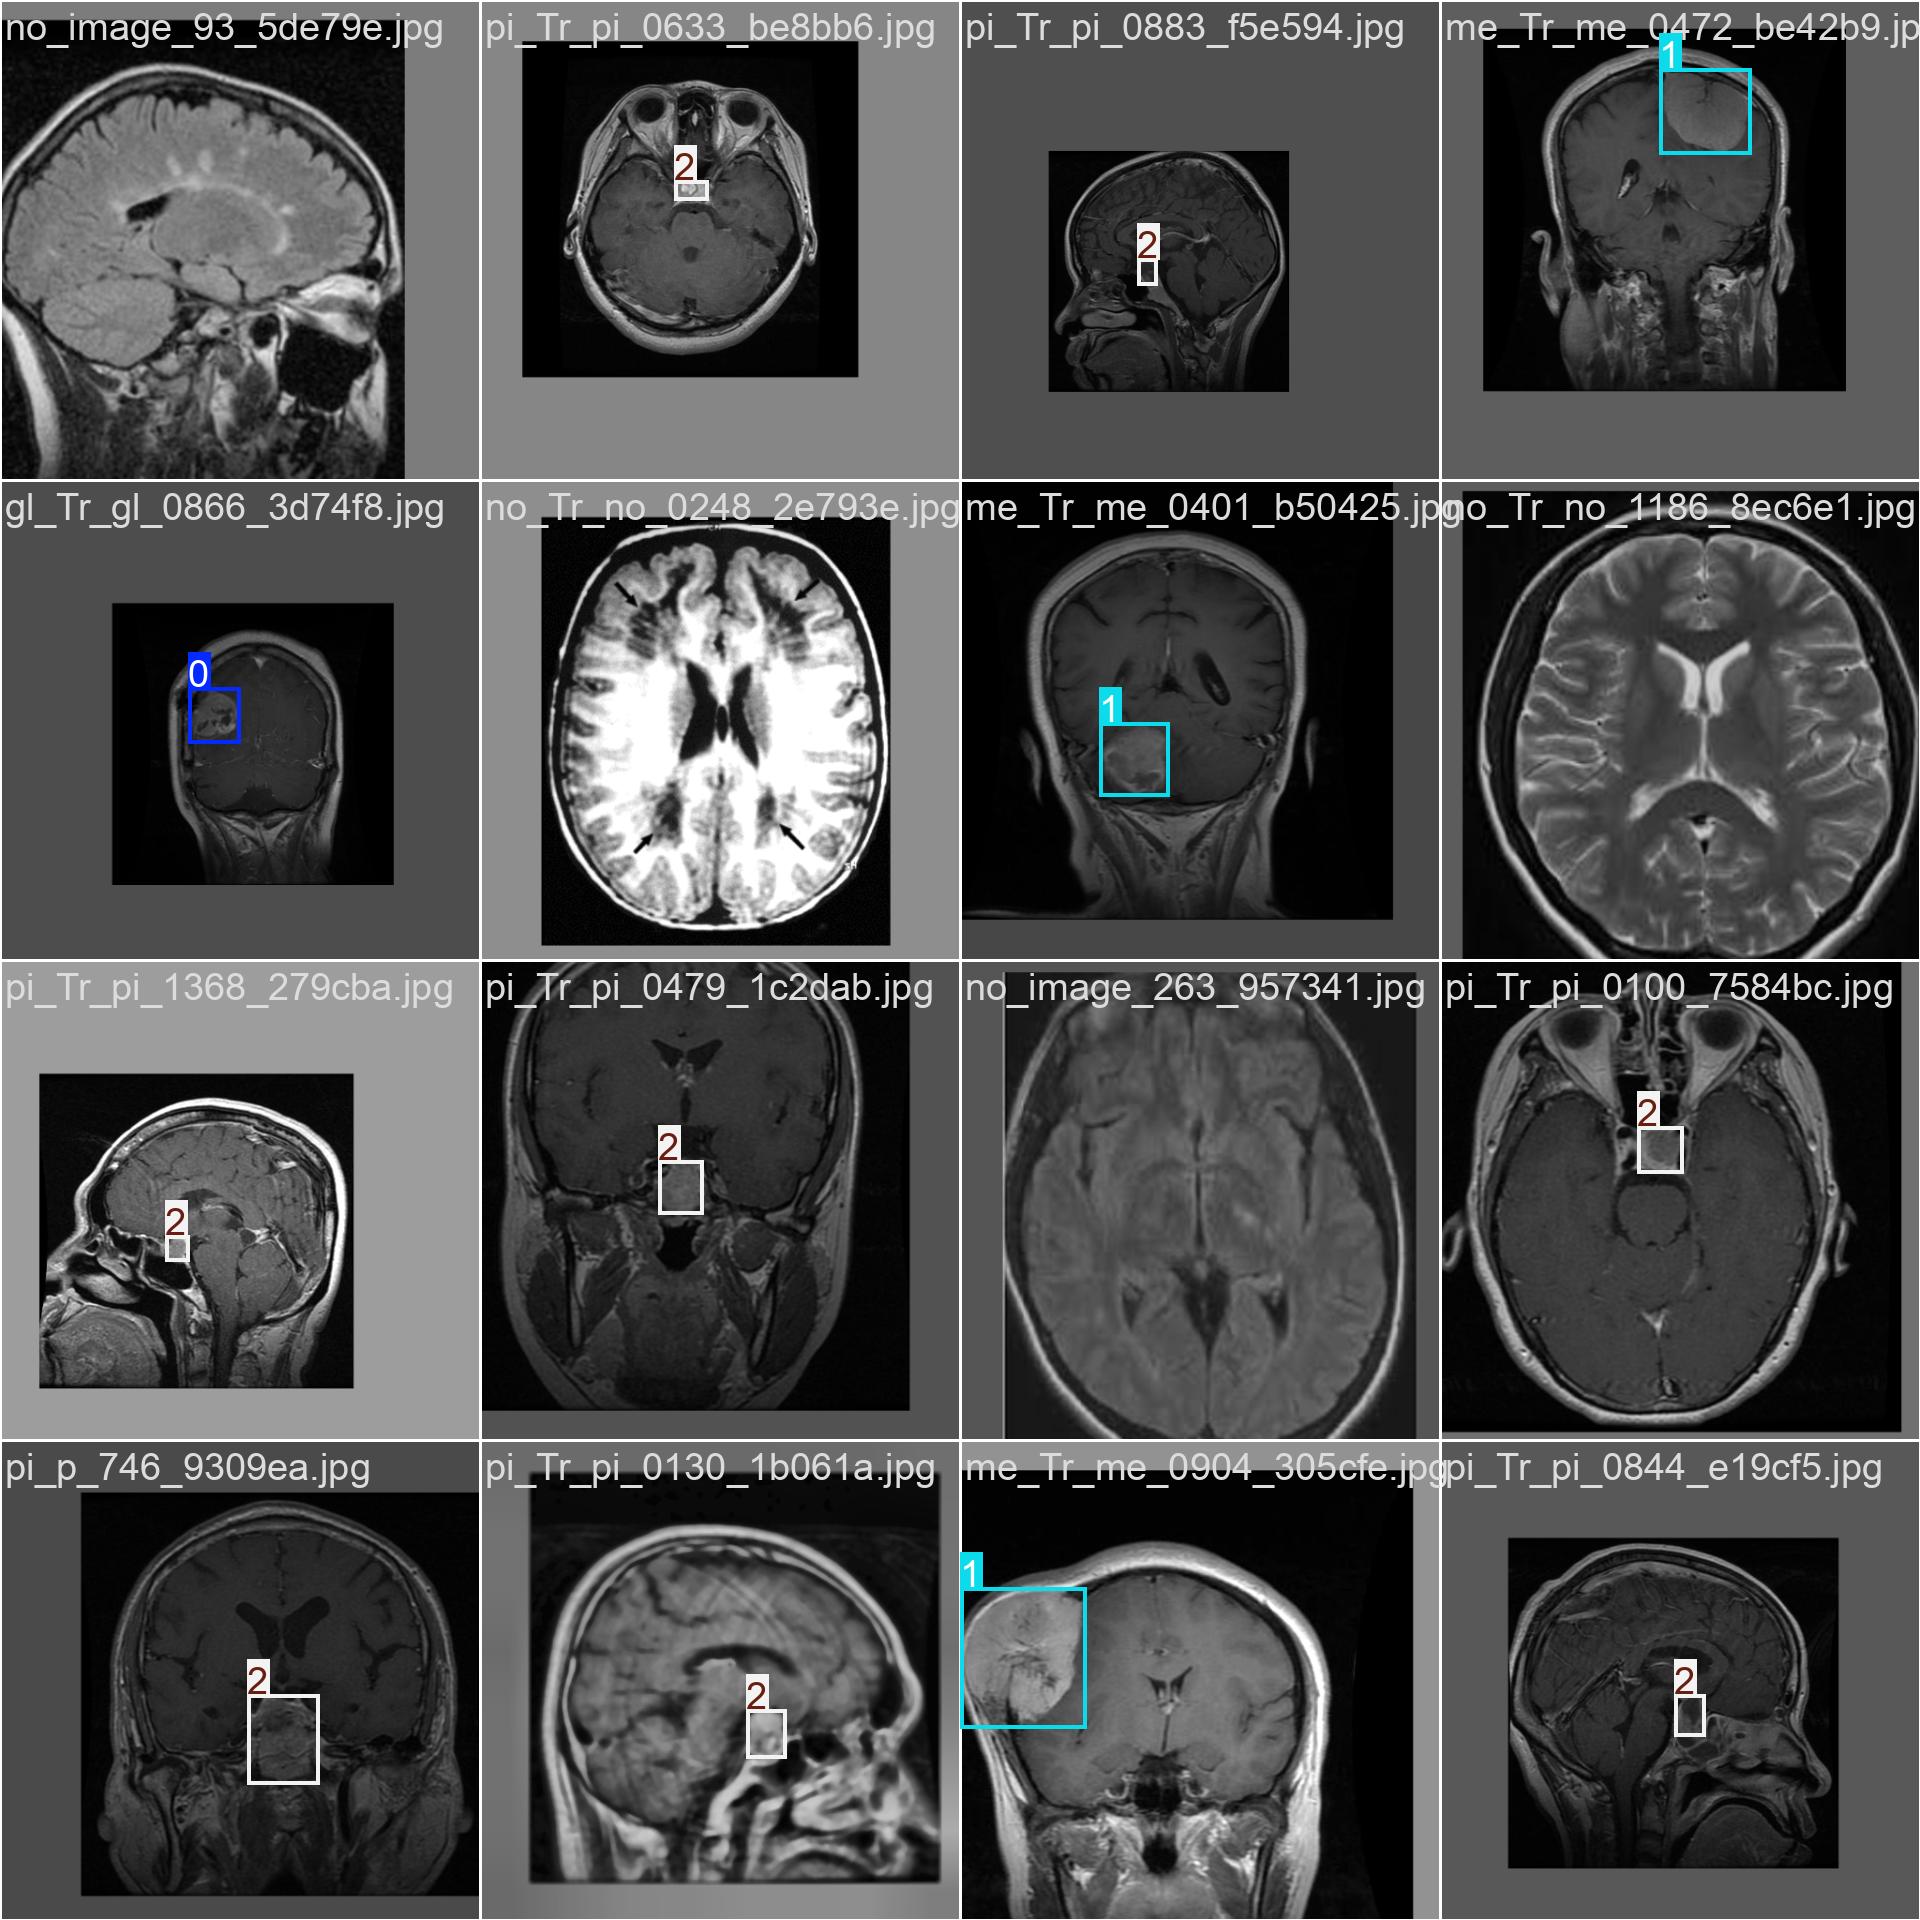 no_image_93_5de79e.jpg
pi_Tr_pi_0633_be8bb6.jpg
pi_Tr_pi_0883_f5e594.jpg
me_Tr_me_0472_be42b9.jp
2
2
1
gl_Tr_gl_0866_3d74f8.jpg
no_Tr_no_0248_2e793e.jpg
me_Tr_me_0401_b50425.jpg
no_Tr_no_1186_8ec6e1.jpg
0
1
pi_Tr_pi_1368_279cba.jpg
pi_Tr_pi_0479_1c2dab.jpg
no_image_263_957341.jpg
pi_Tr_pi_0100_7584bc.jpg
2
2
2
pi_p_746_9309ea.jpg
pi_Tr_pi_0130_1b061a.jpg
me_Tr_me_0904_305cfe.jpg
pi_Tr_pi_0844_e19cf5.jpg
2
2
1
2